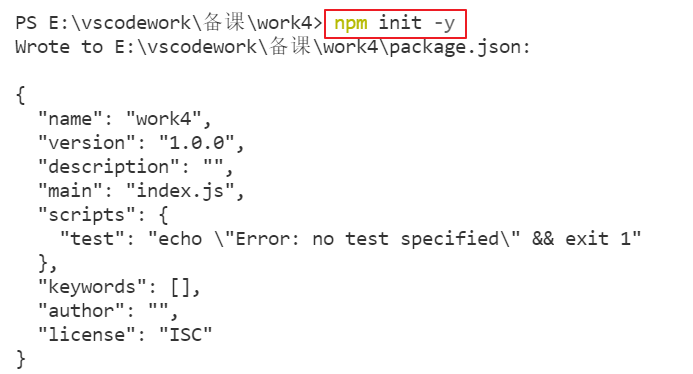 PS E:\vscodework\备课\work4> npm init -y
Wrote to E:\vscodework\备课\work4\package.json:

{
  "name": "work4",
  "version": "1.0.0",
  "description": "",
  "main": "index.js",
  "scripts": {
    "test": "echo \"Error: no test specified\" && exit 1"
  },
  "keywords": [],
  "author": "",
  "license": "ISC"
}